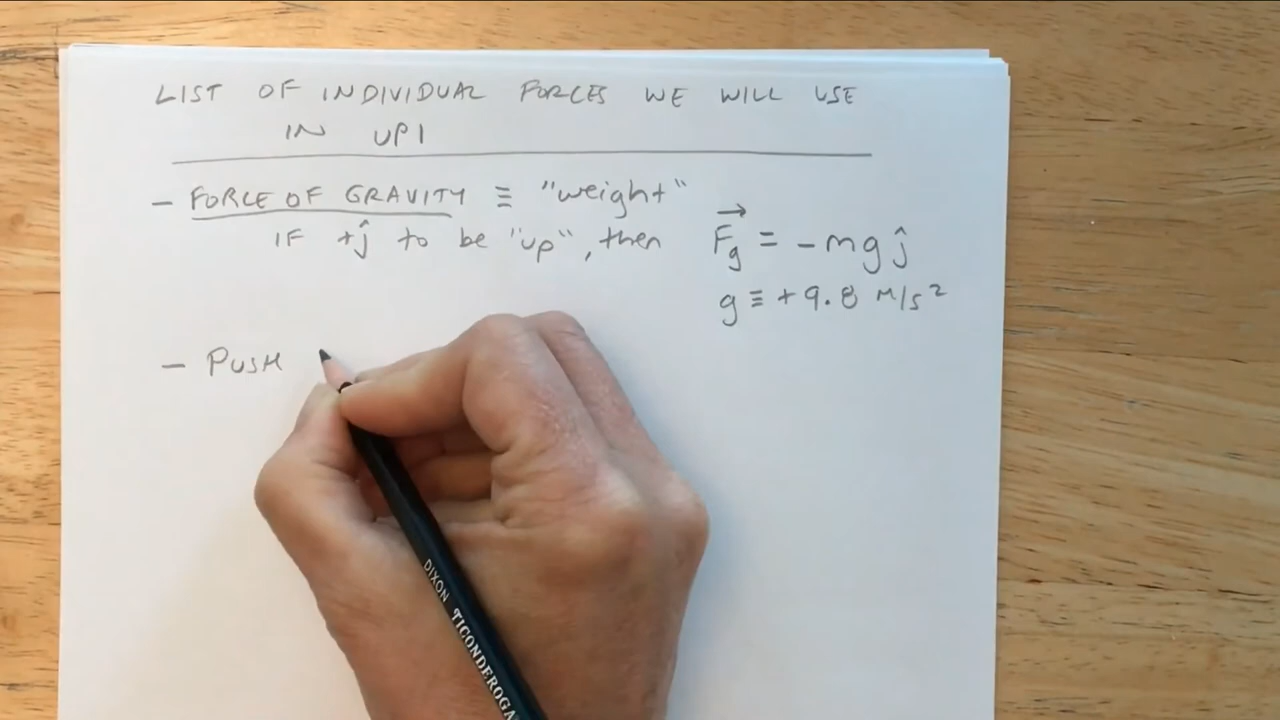 LIST OF INDIVIDUAL FORCES WE WILL USE
IN UP1
— FORCE OF GRAVITY ≡ "weight"
IF +ĵ to be "up", then F⃗g = -mgĵ
g ≡ +9.8 M/s²
— PUSH
DIXON TICONDEROGA